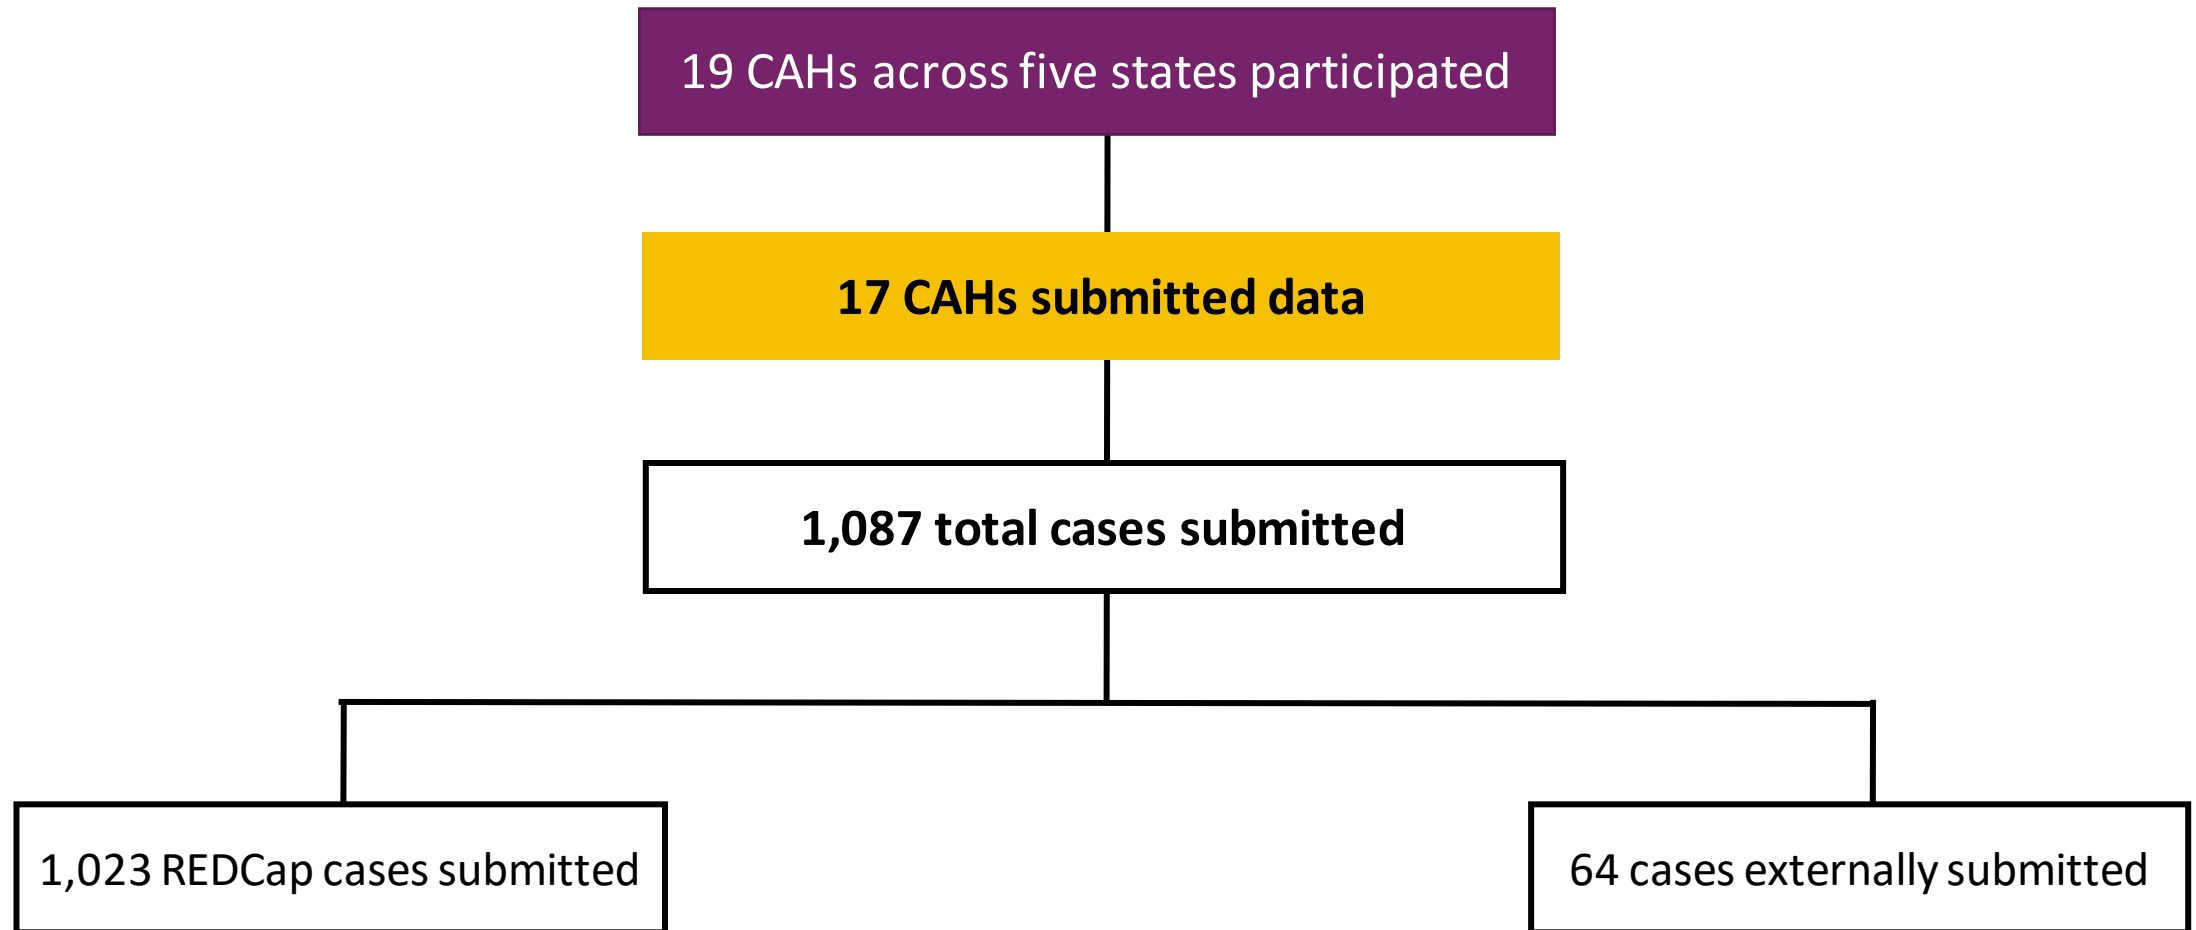 19 CAHs across five states participated
17 CAHs submitted data
1,087 total cases submitted
1,023 REDCap cases submitted
64 cases externally submitted